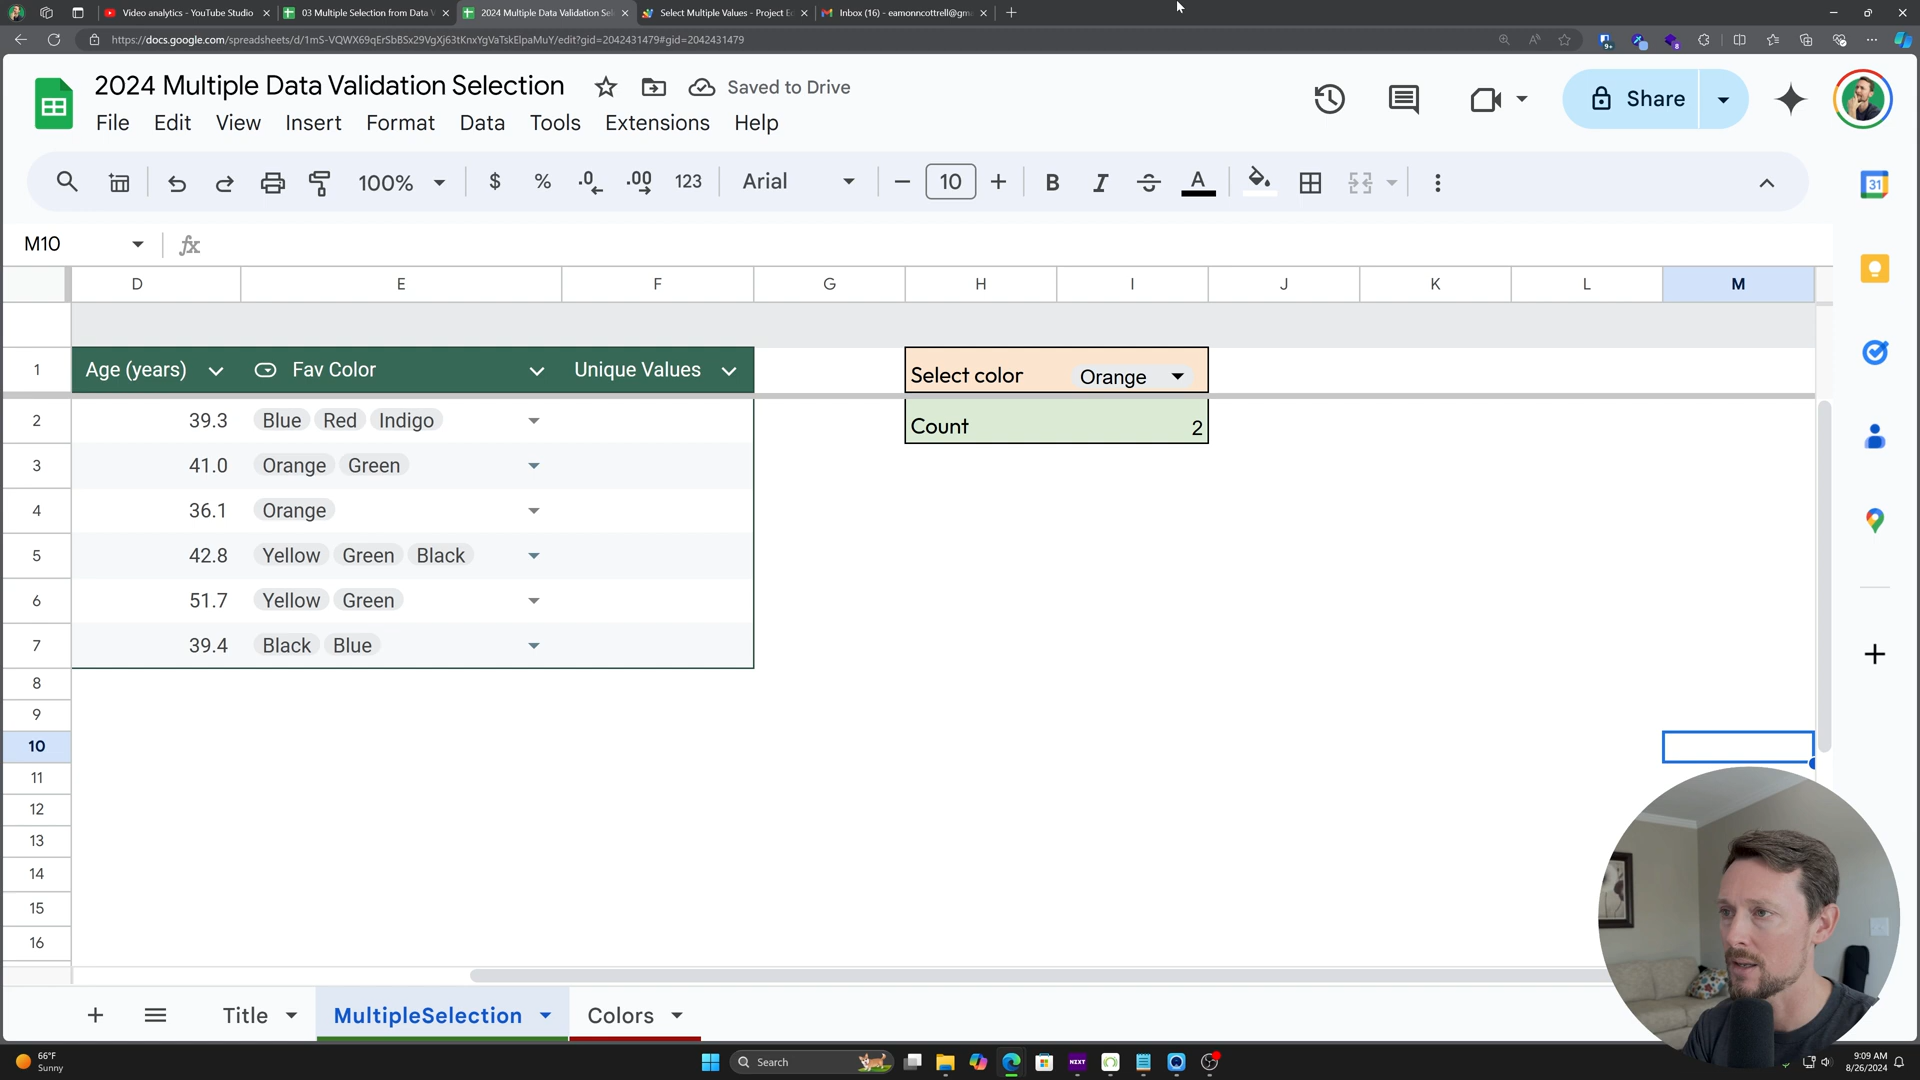 Video analytics - YouTube Studio
03 Multiple Selection from Data V
2024 Multiple Data Validation Sel
Select Multiple Values - Project Ed
Inbox (16) - eamonncottrell@gm
https://docs.google.com/spreadsheets/d/1mS-VQWX69qErSbBSx29VgXj63tKnxYgVaTskElpaMuY/edit?gid=2042431479#gid=2042431479
2024 Multiple Data Validation Selection
Saved to Drive
File Edit View Insert Format Data Tools Extensions Help
Share
100% $ % .0 .00 123 Arial 10 B I A
31
M10
fx
D E F G H I J K L M
1 Age (years) Fav Color Unique Values Select color Orange
2 39.3 Blue Red Indigo Count 2
3 41.0 Orange Green
4 36.1 Orange
5 42.8 Yellow Green Black
6 51.7 Yellow Green
7 39.4 Black Blue
8
9
10
11
12
13
14
15
16
Title MultipleSelection Colors
66°F
Sunny
Search
NEXT
9:09 AM
8/26/2024